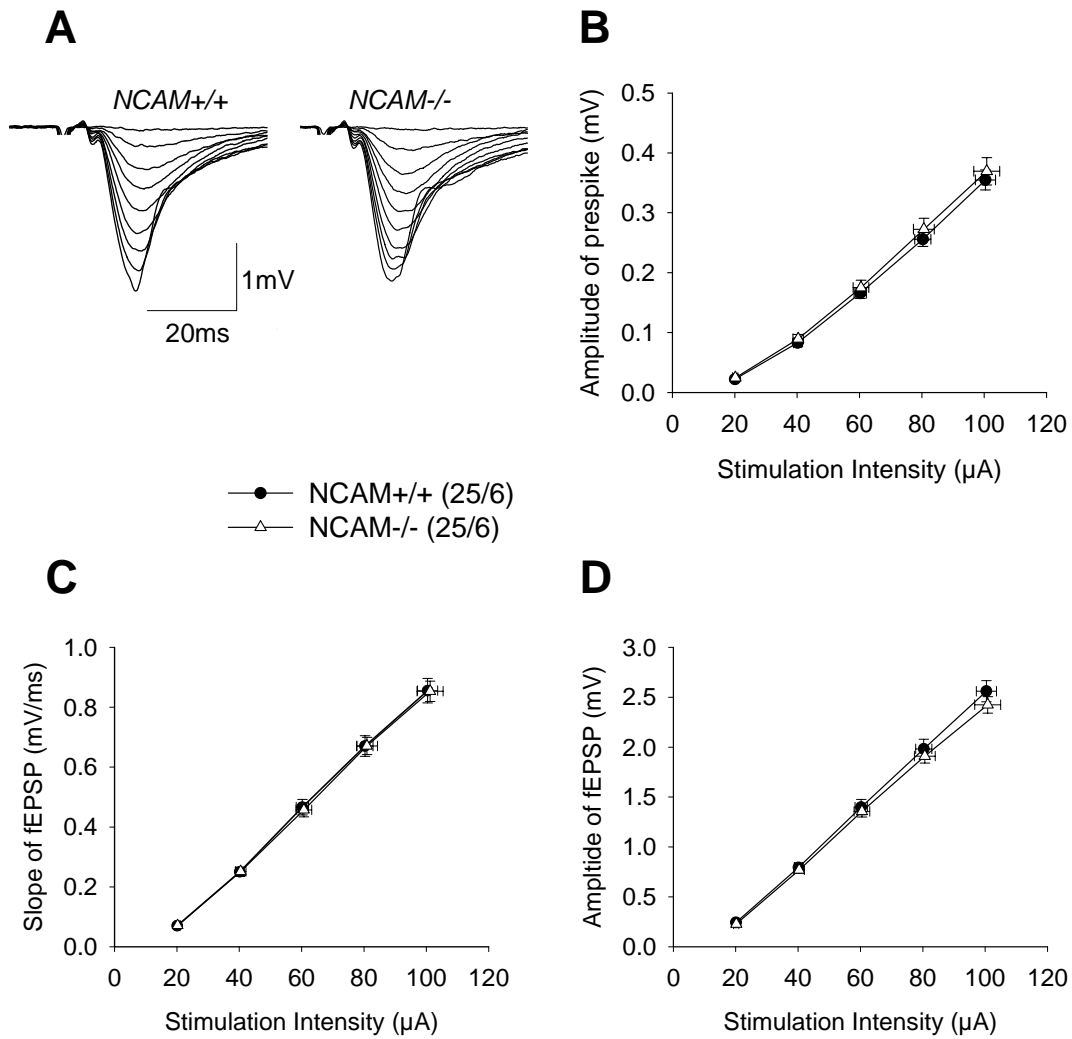 A
NCAM+/+
NCAM-/-
1mV
20ms
B
Amplitude of prespike (mV)
0.5
0.4
0.3
0.2
0.1
0.0
0 20 40 60 80 100 120
Stimulation Intensity (µA)
NCAM+/+ (25/6)
NCAM-/- (25/6)
C
Slope of fEPSP (mV/ms)
1.0
0.8
0.6
0.4
0.2
0.0
0 20 40 60 80 100 120
Stimulation Intensity (µA)
D
Ampltide of fEPSP (mV)
3.0
2.5
2.0
1.5
1.0
0.5
0.0
0 20 40 60 80 100 120
Stimulation Intensity (µA)